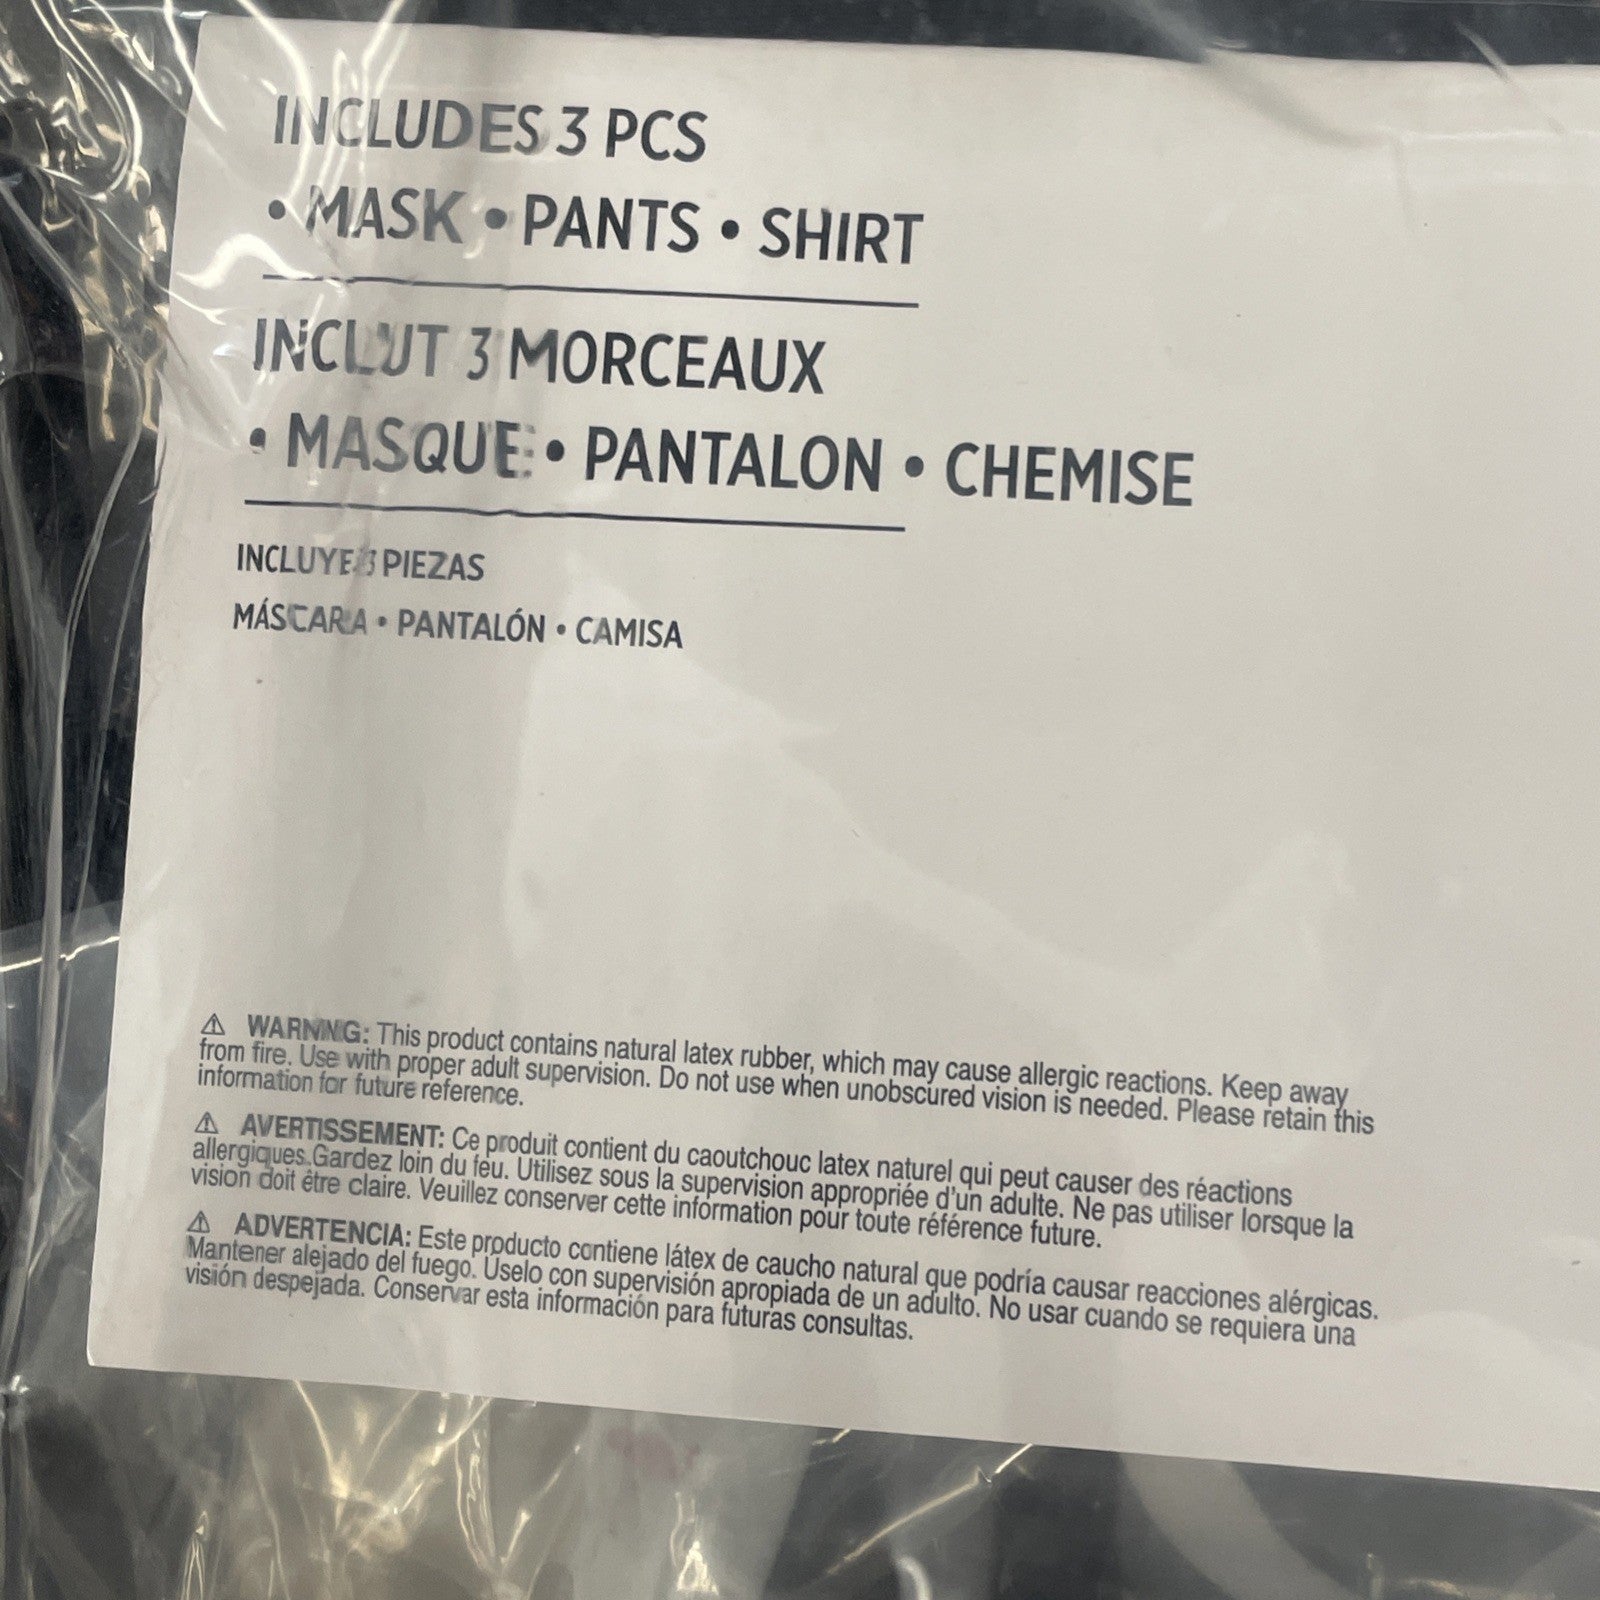 INCLUDES 3 PCS
• MASK • PANTS • SHIRT
INCLUT 3 MORCEAUX
• MASQUE • PANTALON • CHEMISE
INCLUYE 3 PIEZAS
MÁSCARA • PANTALÓN • CAMISA
⚠ WARNING: This product contains natural latex rubber, which may cause allergic reactions. Keep away
from fire. Use with proper adult supervision. Do not use when unobscured vision is needed. Please retain this
information for future reference.
⚠ AVERTISSEMENT: Ce produit contient du caoutchouc latex naturel qui peut causer des réactions
allergiques.Gardez loin du feu. Utilisez sous la supervision appropriée d'un adulte. Ne pas utiliser lorsque la
vision doit être claire. Veuillez conserver cette information pour toute référence future.
⚠ ADVERTENCIA: Este producto contiene látex de caucho natural que podría causar reacciones alérgicas.
Mantener alejado del fuego. Úselo con supervisión apropiada de un adulto. No usar cuando se requiera una
visión despejada. Conservar esta información para futuras consultas.